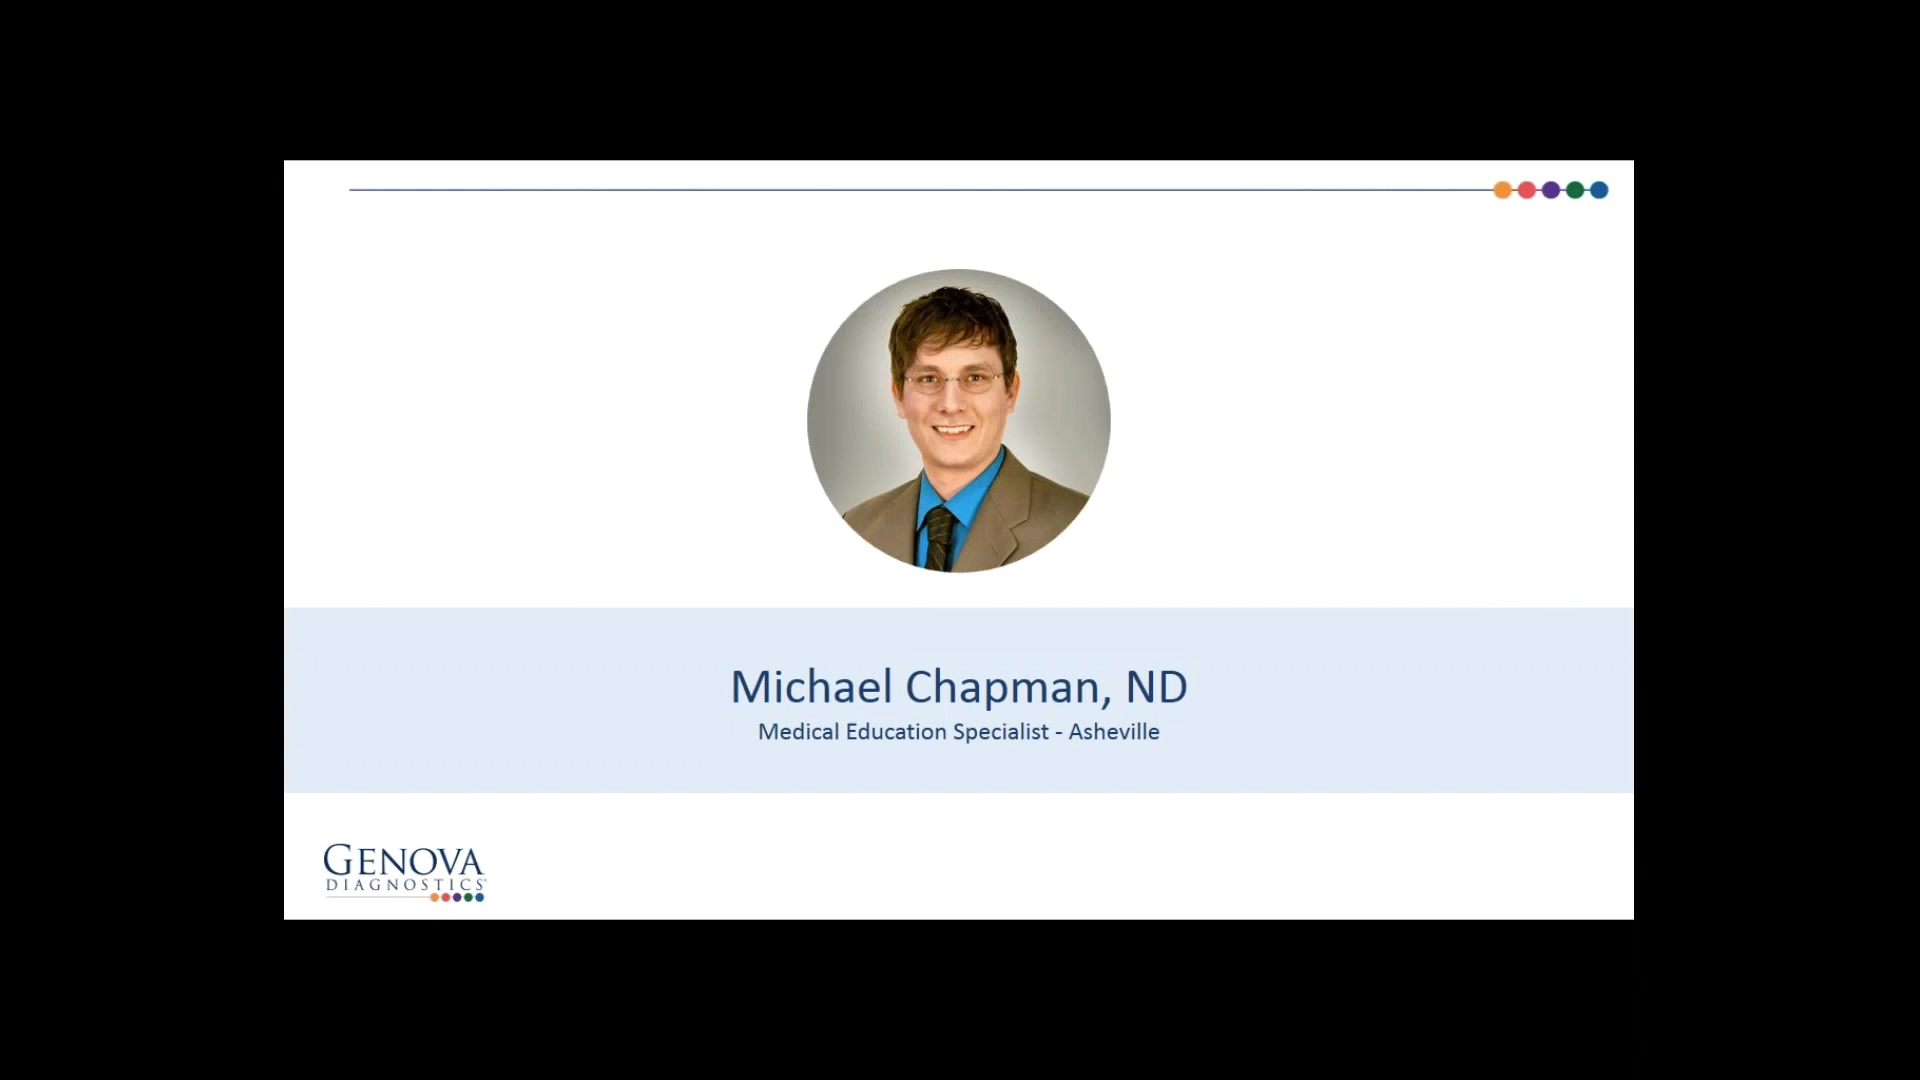 Michael Chapman, ND
Medical Education Specialist - Asheville
GENOVA
DIAGNOSTICS